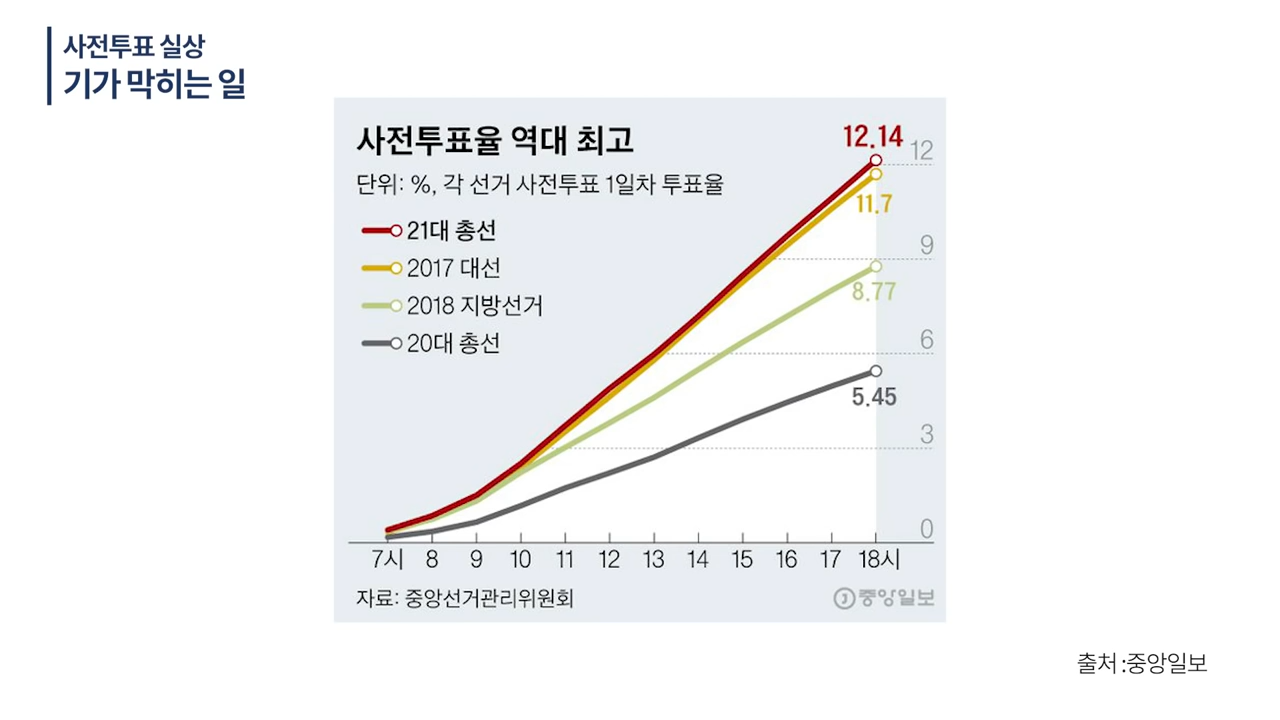 사전투표 실상
기가 막히는 일
사전투표율 역대 최고
단위: %, 각 선거 사전투표 1일차 투표율
21대 총선
2017 대선
2018 지방선거
20대 총선
12.14
12
11.7
9
8.77
6
5.45
3
0
7시 8 9 10 11 12 13 14 15 16 17 18시
자료: 중앙선거관리위원회
중앙일보
출처 :중앙일보